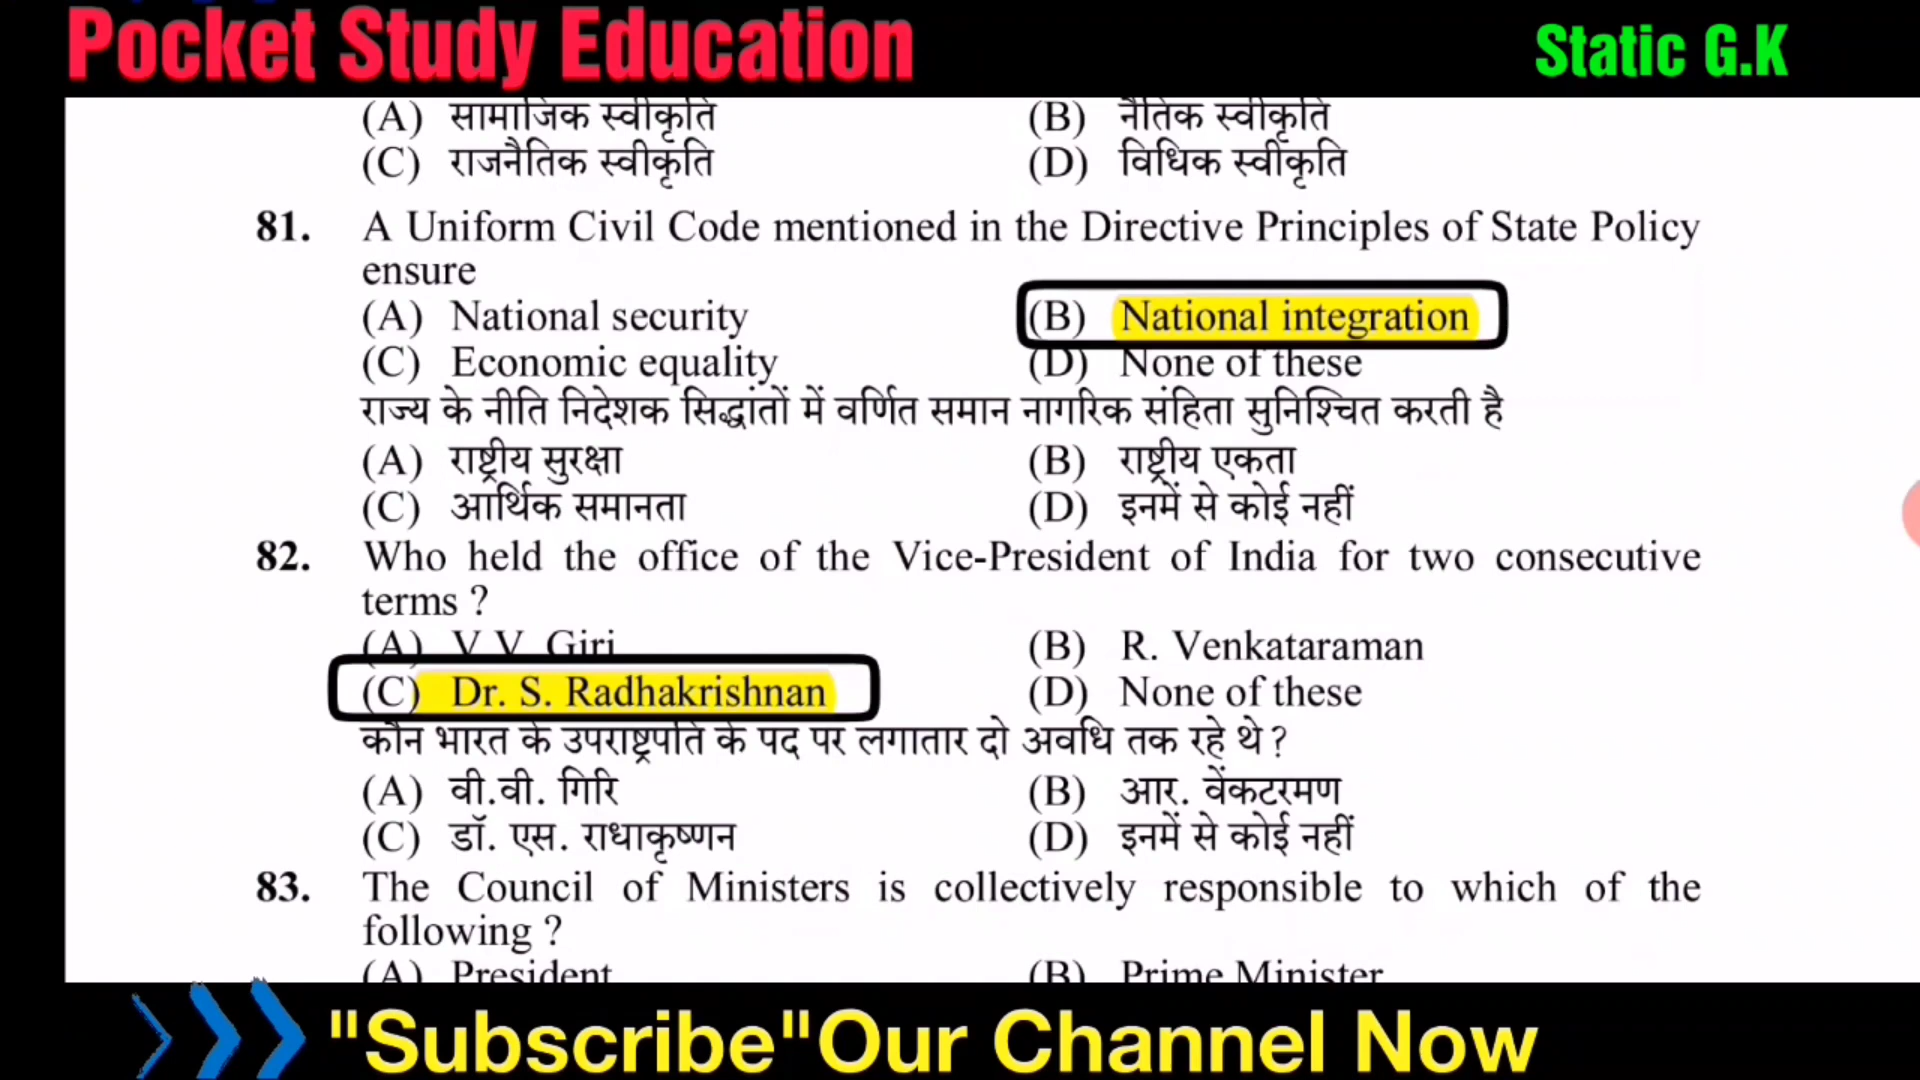 Pocket Study Education
Static G.K
(A) सामाजिक स्वीकृति (B) नैतिक स्वीकृति
(C) राजनैतिक स्वीकृति (D) विधिक स्वीकृति
81. A Uniform Civil Code mentioned in the Directive Principles of State Policy
ensure
(A) National security (B) National integration
(C) Economic equality (D) None of these
राज्य के नीति निदेशक सिद्धांतों में वर्णित समान नागरिक संहिता सुनिश्चित करती है
(A) राष्ट्रीय सुरक्षा (B) राष्ट्रीय एकता
(C) आर्थिक समानता (D) इनमें से कोई नहीं
82. Who held the office of the Vice-President of India for two consecutive
terms ?
(A) V.V. Giri (B) R. Venkataraman
(C) Dr. S. Radhakrishnan (D) None of these
कौन भारत के उपराष्ट्रपति के पद पर लगातार दो अवधि तक रहे थे ?
(A) वी.वी. गिरि (B) आर. वेंकटरमण
(C) डॉ. एस. राधाकृष्णन (D) इनमें से कोई नहीं
83. The Council of Ministers is collectively responsible to which of the
following ?
(A) President (B) Prime Minister
"Subscribe"Our Channel Now